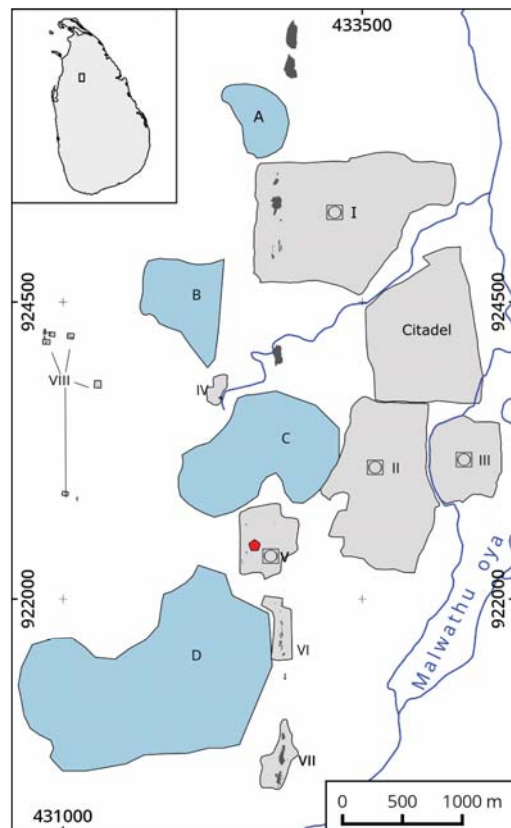 433500
A
I
924500
924500
B
Citadel
VIII
IV
C
II
III
V
922000
922000
D
VI
Malwathu oya
VII
431000
0 500 1000 m